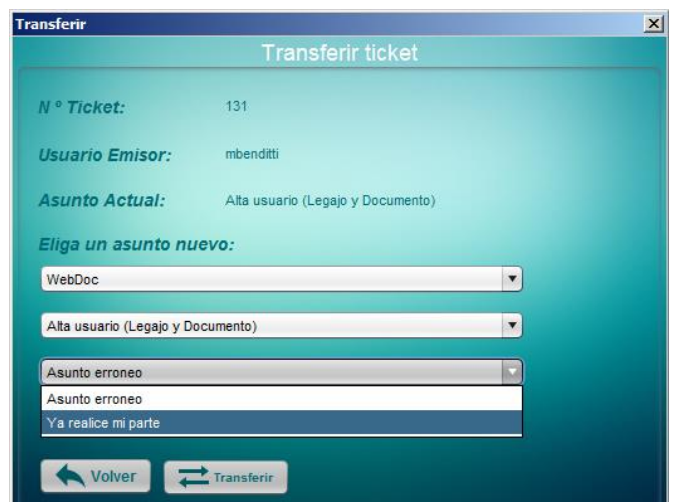 Transferir
Transferir ticket
N º Ticket: 131
Usuario Emisor: mbenditti
Asunto Actual: Alta usuario (Legajo y Documento)
Eliga un asunto nuevo:
WebDoc
Alta usuario (Legajo y Documento)
Asunto erroneo
Asunto erroneo
Ya realice mi parte
Volver Transferir